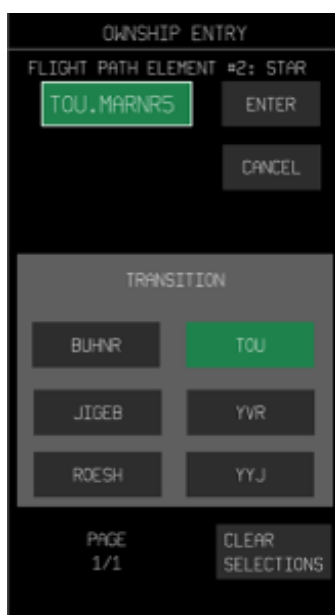 OWNSHIP ENTRY
FLIGHT PATH ELEMENT #2: STAR
TOU.MARNR5 ENTER
CANCEL
TRANSITION
BUHNR TOU
JIGEB YVR
ROESH YYJ
PAGE CLEAR
1/1 SELECTIONS